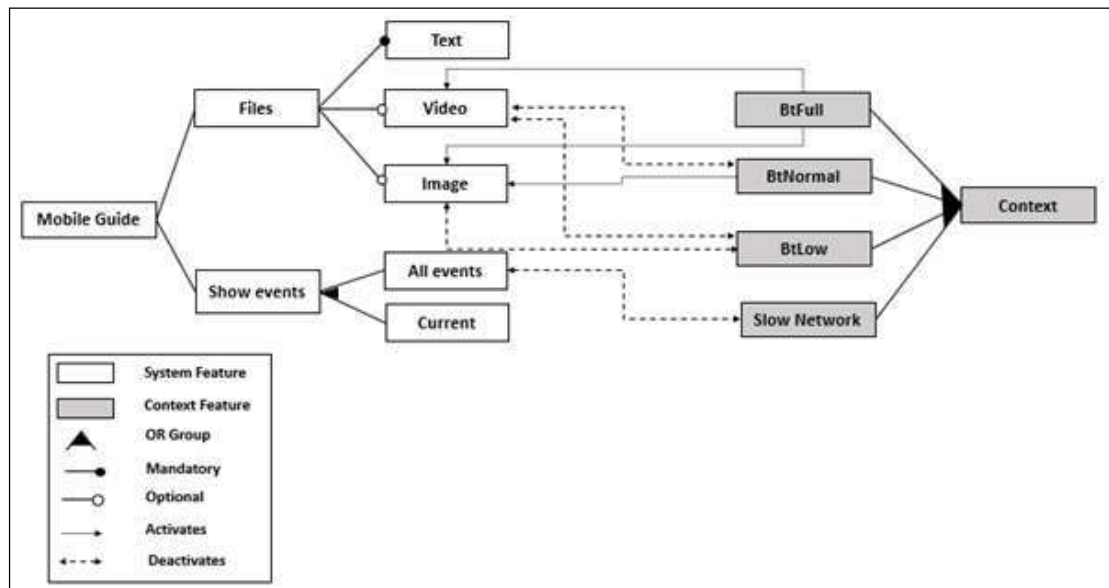 Text
Files
Video
BtFull
Image
BtNormal
Mobile Guide
Context
BtLow
All events
Show events
Current
Slow Network
System Feature
Context Feature
OR Group
Mandatory
Optional
Activates
Deactivates